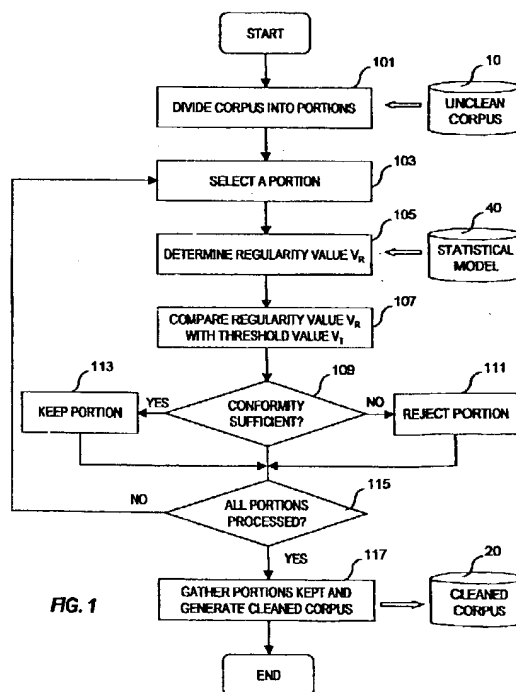 START
101
10
DIVIDE CORPUS INTO PORTIONS
UNCLEAN
CORPUS
103
SELECT A PORTION
105
40
DETERMINE REGULARITY VALUE VR
STATISTICAL
MODEL
107
COMPARE REGULARITY VALUE VR
WITH THRESHOLD VALUE VT
113
109
111
YES
NO
KEEP PORTION
CONFORMITY
SUFFICIENT?
REJECT PORTION
NO
115
ALL PORTIONS
PROCESSED?
YES
117
20
FIG. 1
GATHER PORTIONS KEPT AND
GENERATE CLEANED CORPUS
CLEANED
CORPUS
END